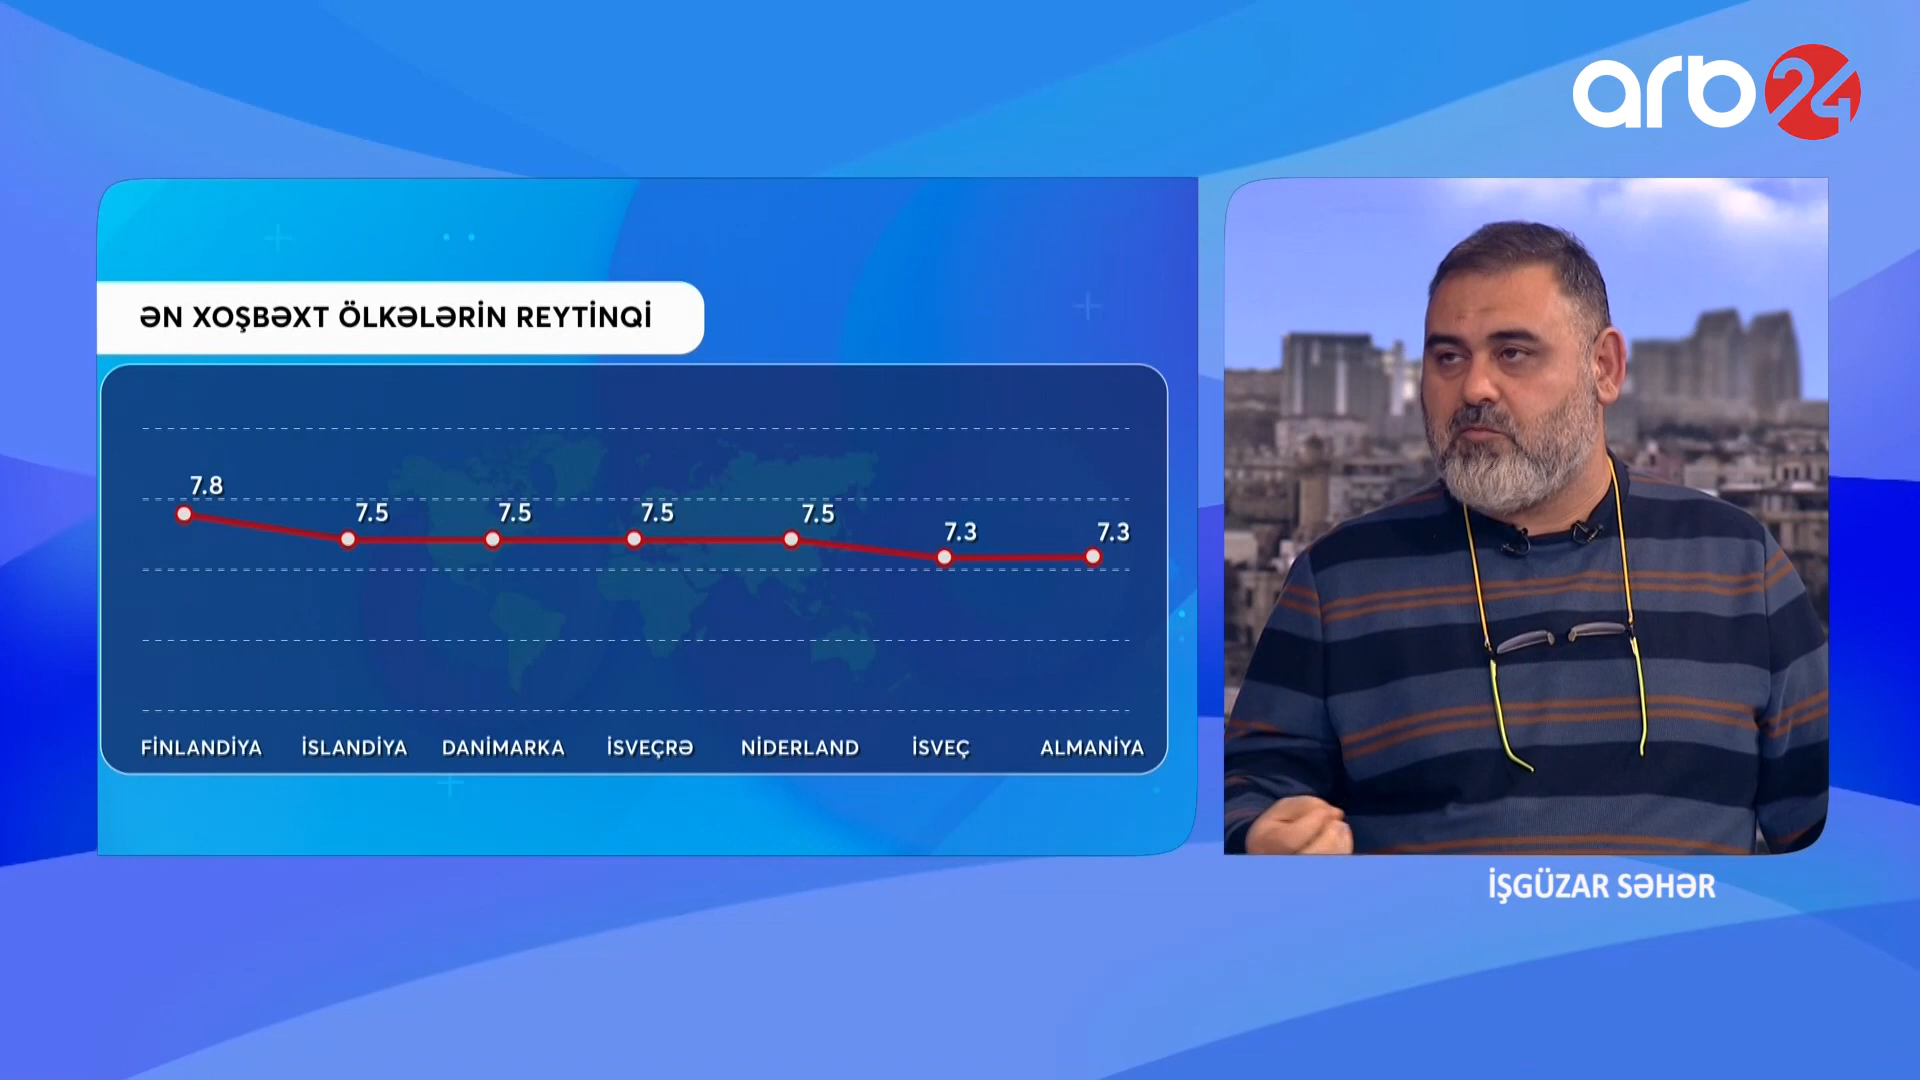 arb24
ƏN XOŞBƏXT ÖLKƏLƏRİN REYTİNQİ
7.8 7.5 7.5 7.5 7.5 7.3 7.3
FİNLANDİYA İSLANDİYA DANİMARKA İSVEÇRƏ NİDERLAND İSVEÇ ALMANİYA
İŞGÜZAR SƏHƏR